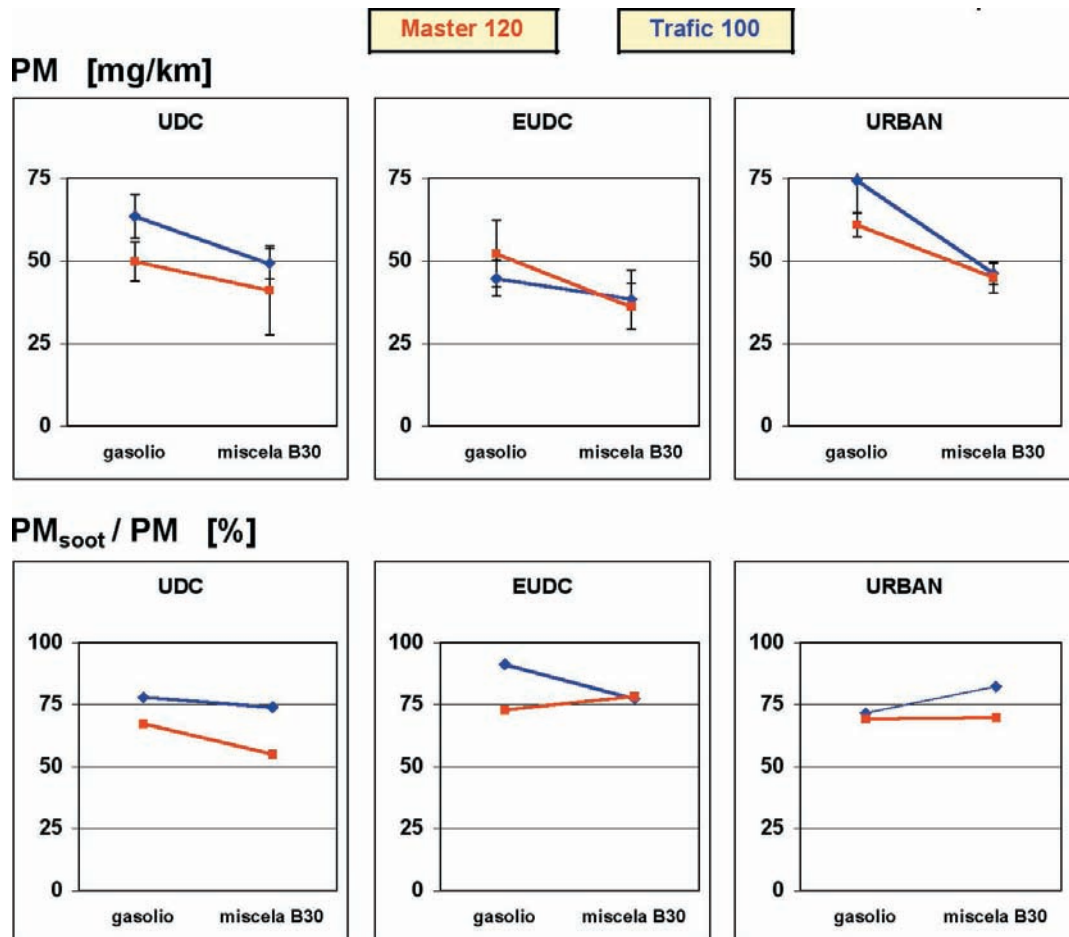 Master 120 Trafic 100
PM [mg/km]
UDC EUDC URBAN
75 75 75
50 50 50
25 25 25
0 0 0
gasolio miscela B30 gasolio miscela B30 gasolio miscela B30
PMsoot / PM [%]
UDC EUDC URBAN
100 100 100
75 75 75
50 50 50
25 25 25
0 0 0
gasolio miscela B30 gasolio miscela B30 gasolio miscela B30